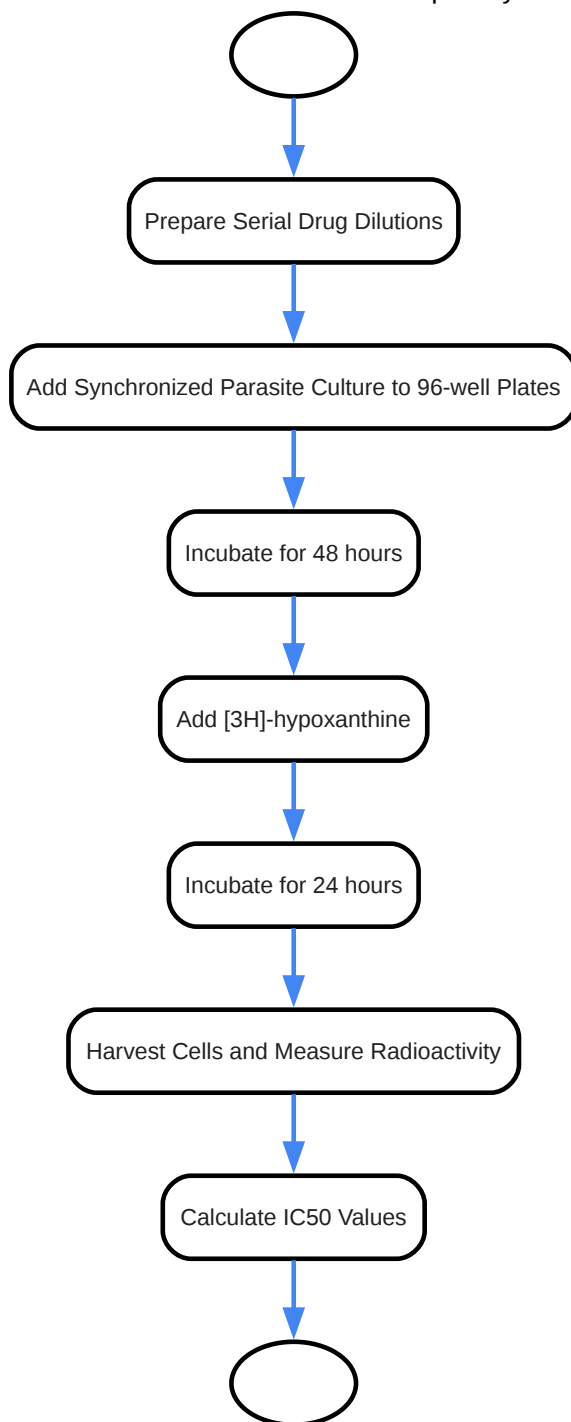 Prepare Serial Drug Dilutions
Add Synchronized Parasite Culture to 96-well Plates
Incubate for 48 hours
Add [3H]-hypoxanthine
Incubate for 24 hours
Harvest Cells and Measure Radioactivity
Calculate IC50 Values